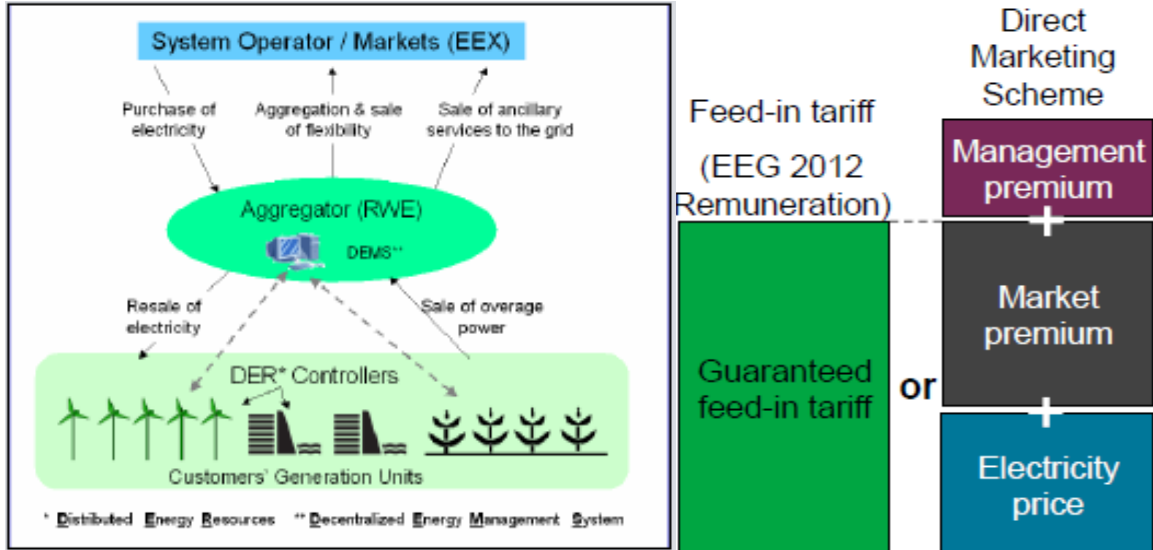 System Operator / Markets (EEX)
Purchase of
electricity
Aggregation & sale
of flexibility
Sale of ancillary
services to the grid
Aggregator (RWE)
DEMS**
Resale of
electricity
Sale of overage
power
DER* Controllers
Customers' Generation Units
* Distributed Energy Resources ** Decentralized Energy Management System
Feed-in tariff
(EEG 2012
Remuneration)
Guaranteed
feed-in tariff
or
Direct
Marketing
Scheme
Management
premium
+
Market
premium
+
Electricity
price